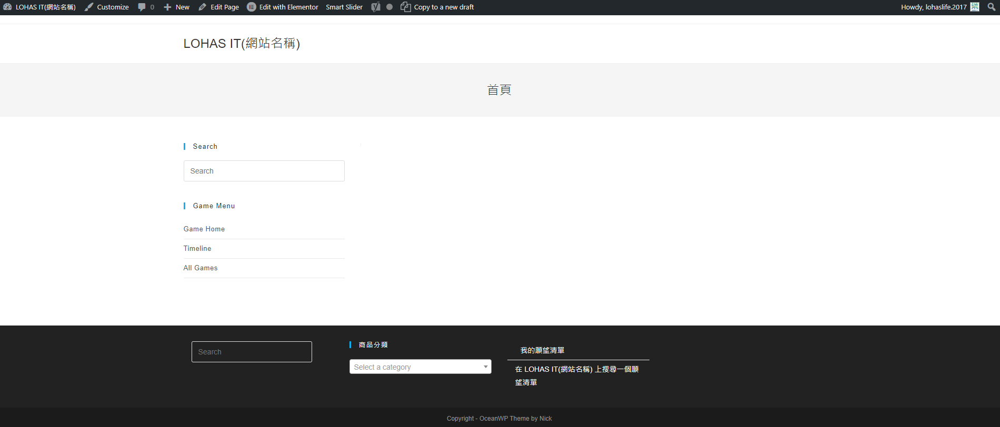 LOHAS IT(網站名稱) Customize 0 New Edit Page Edit with Elementor Smart Slider Copy to a new draft Howdy, lohaslife.2017
LOHAS IT(網站名稱)
首頁
Search
Search
Game Menu
Game Home
Timeline
All Games
Search
商品分類
Select a category
我的願望清單
在 LOHAS IT(網站名稱) 上搜尋一個願
望清單
Copyright - OceanWP Theme by Nick